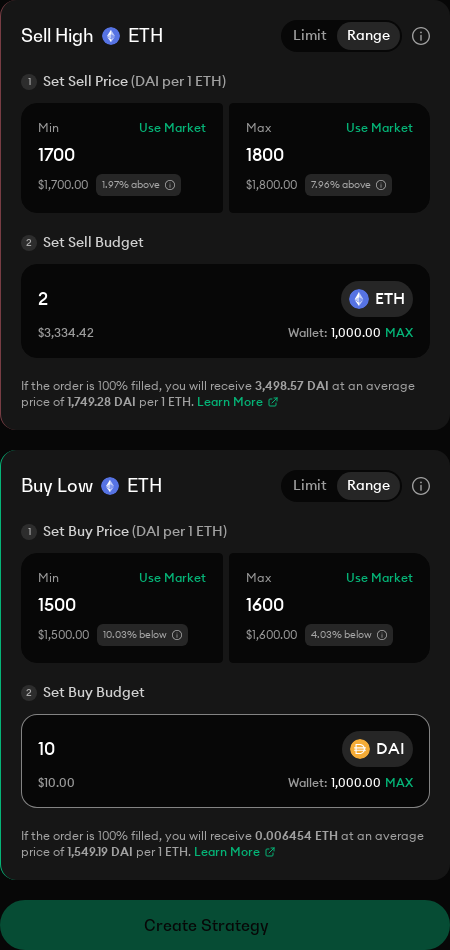 Sell High ETH Limit Range
1 Set Sell Price (DAI per 1 ETH)
Min Use Market Max Use Market
1700 1800
$1,700.00 1.97% above $1,800.00 7.96% above
2 Set Sell Budget
2 ETH
$3,334.42 Wallet: 1,000.00 MAX
If the order is 100% filled, you will receive 3,498.57 DAI at an average
price of 1,749.28 DAI per 1 ETH. Learn More
Buy Low ETH Limit Range
1 Set Buy Price (DAI per 1 ETH)
Min Use Market Max Use Market
1500 1600
$1,500.00 10.03% below $1,600.00 4.03% below
2 Set Buy Budget
10 DAI
$10.00 Wallet: 1,000.00 MAX
If the order is 100% filled, you will receive 0.006454 ETH at an average
price of 1,549.19 DAI per 1 ETH. Learn More
Create Strategy